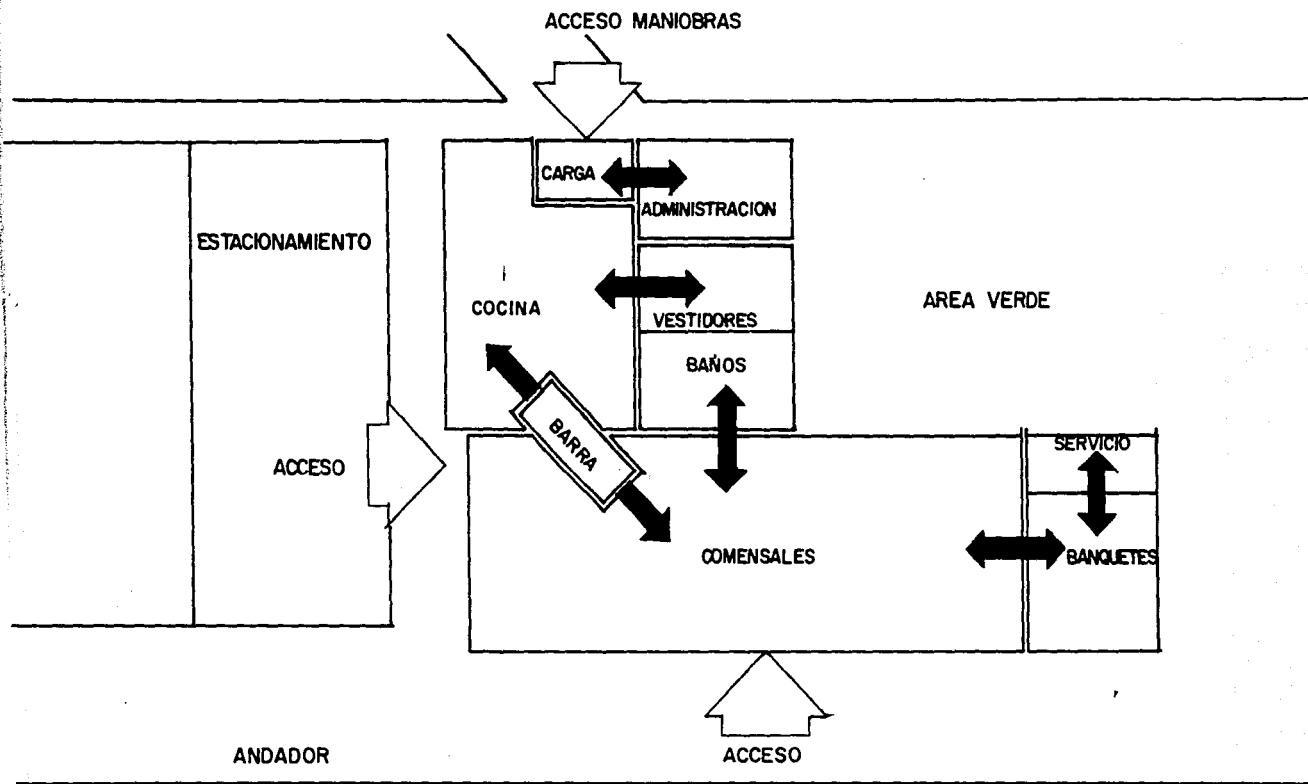 ACCESO MANIOBRAS
CARGA
ADMINISTRACION
ESTACIONAMIENTO
AREA VERDE
COCINA
VESTIDORES
BAÑOS
BARRA
SERVICIO
ACCESO
COMENSALES
BANQUETES
ANDADOR
ACCESO